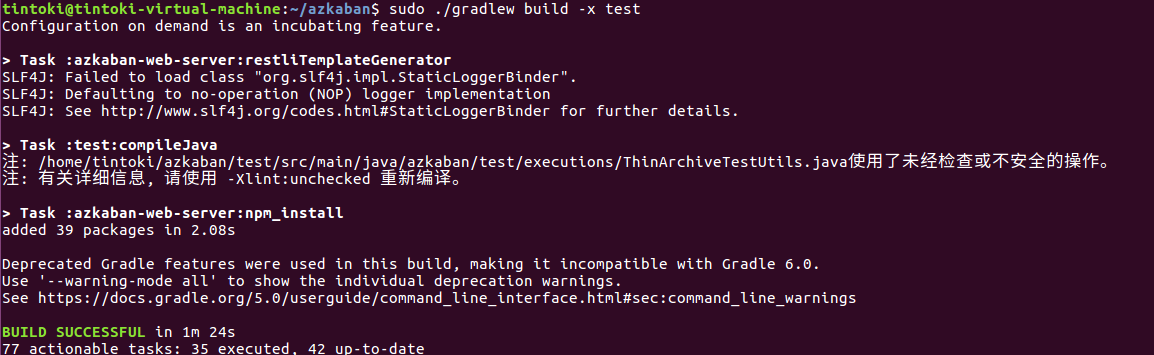 tintoki@tintoki-virtual-machine:~/azkaban$ sudo ./gradlew build -x test
Configuration on demand is an incubating feature.
> Task :azkaban-web-server:restliTemplateGenerator
SLF4J: Failed to load class "org.slf4j.impl.StaticLoggerBinder".
SLF4J: Defaulting to no-operation (NOP) logger implementation
SLF4J: See http://www.slf4j.org/codes.html#StaticLoggerBinder for further details.
> Task :test:compileJava
注: /home/tintoki/azkaban/test/src/main/java/azkaban/test/executions/ThinArchiveTestUtils.java使用了未经检查或不安全的操作。
注: 有关详细信息, 请使用 -Xlint:unchecked 重新编译。
> Task :azkaban-web-server:npm_install
added 39 packages in 2.08s
Deprecated Gradle features were used in this build, making it incompatible with Gradle 6.0.
Use '--warning-mode all' to show the individual deprecation warnings.
See https://docs.gradle.org/5.0/userguide/command_line_interface.html#sec:command_line_warnings
BUILD SUCCESSFUL in 1m 24s
77 actionable tasks: 35 executed, 42 up-to-date